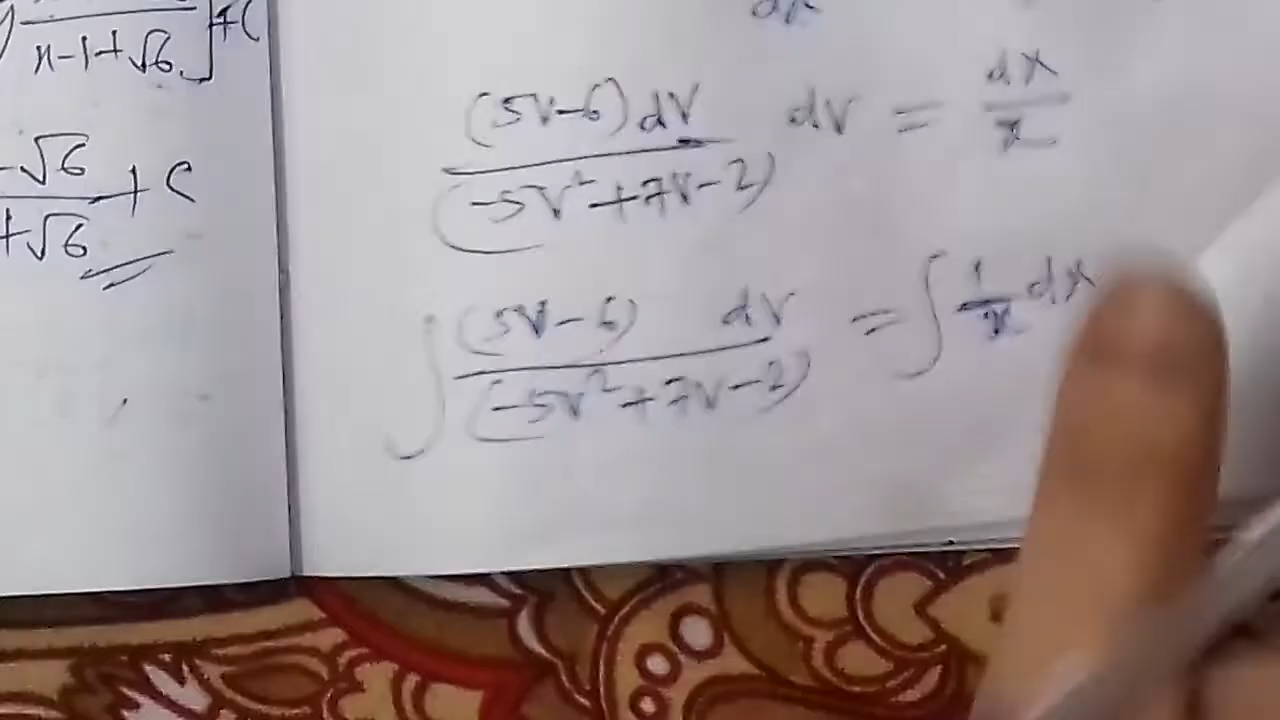 x-1+√6 ]+C
-√6
+√6 +C
dx
(5v-6)dv / (-5v²+7v-2) dv = dx/x
∫ (5v-6) dv / (-5v²+7v-2) = ∫ 1/x dx